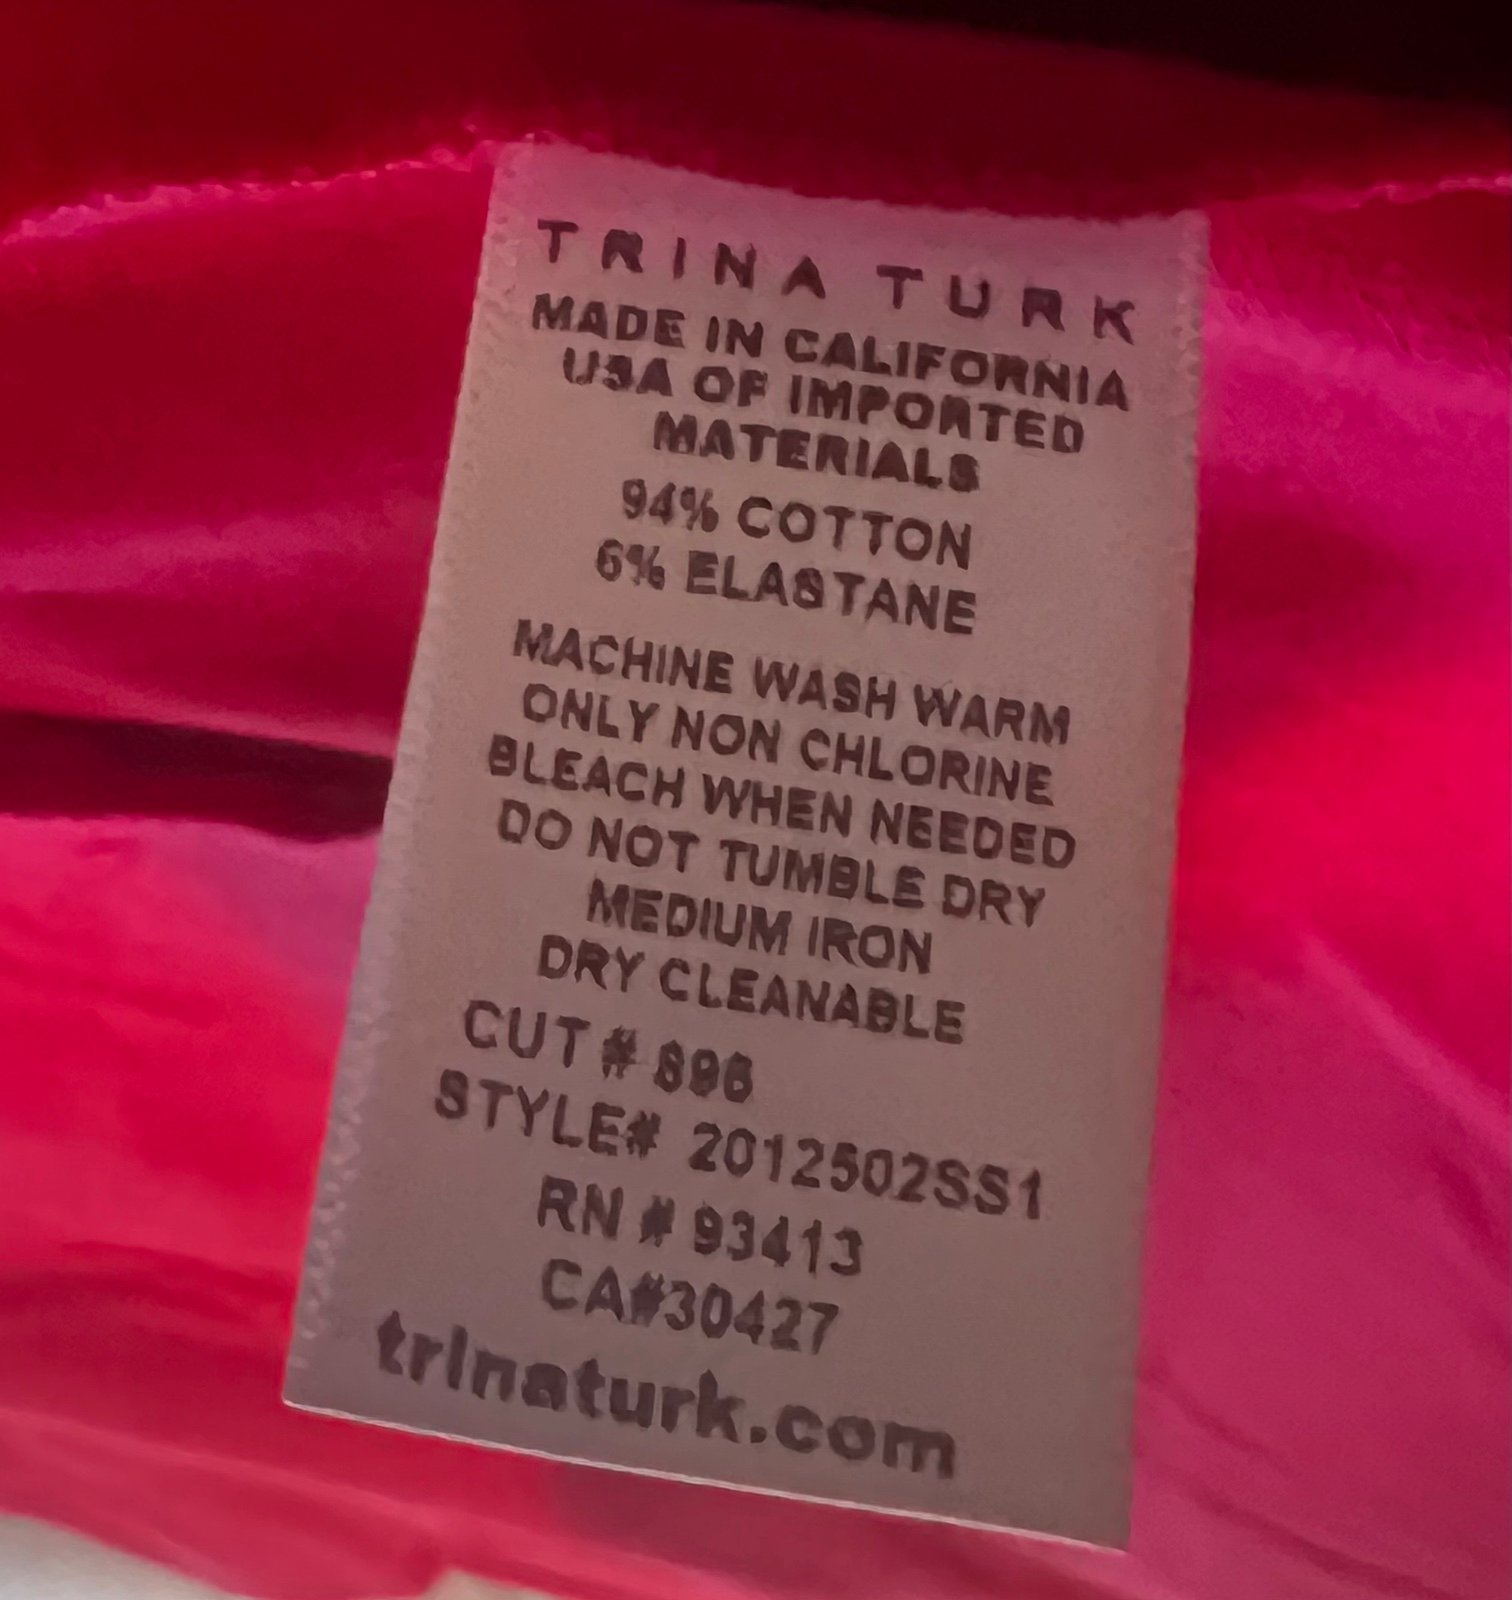 TRINA TURK
MADE IN CALIFORNIA
USA OF IMPORTED
MATERIALS
94% COTTON
6% ELASTANE
MACHINE WASH WARM
ONLY NON CHLORINE
BLEACH WHEN NEEDED
DO NOT TUMBLE DRY
MEDIUM IRON
DRY CLEANABLE
CUT # 896
STYLE# 2012502SS1
RN # 93413
CA#30427
trinaturk.com